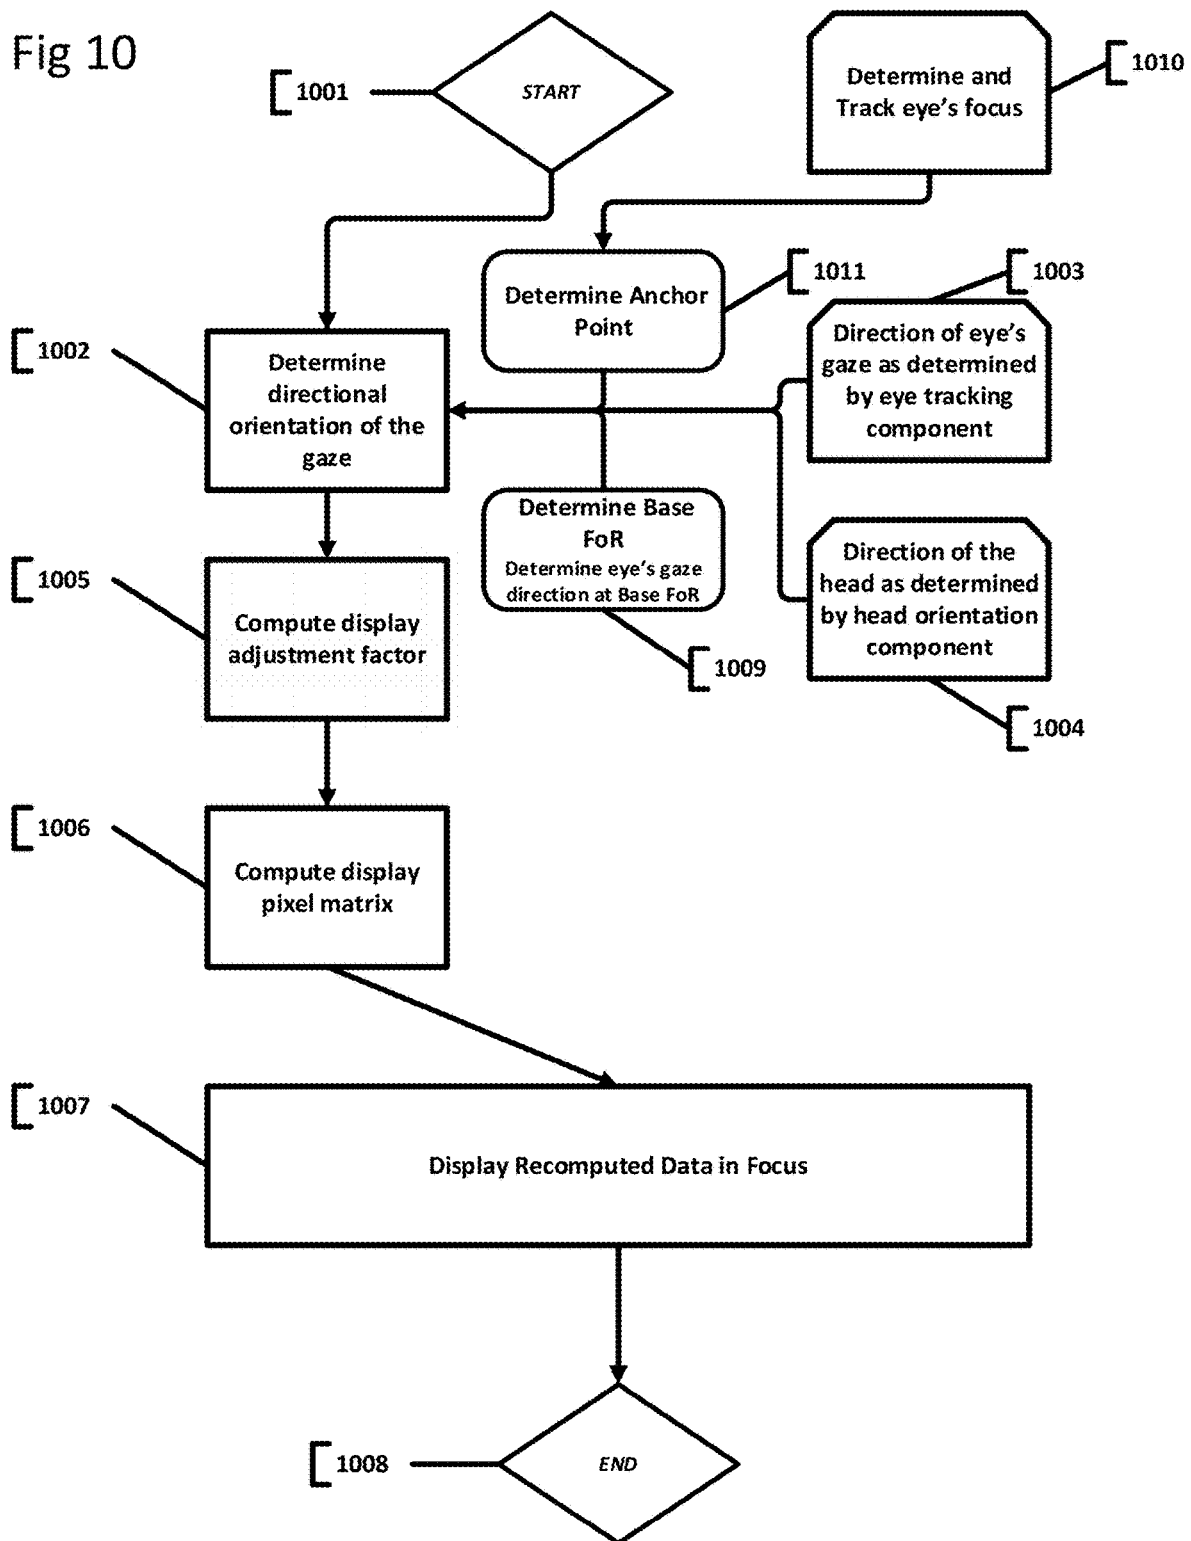 Fig 10
1001
START
Determine and
Track eye's focus
1010
Determine Anchor
Point
1011
1003
1002
Determine
directional
orientation of the
gaze
Direction of eye's
gaze as determined
by eye tracking
component
Determine Base
FoR
Determine eye's gaze
direction at Base FoR
1009
Direction of the
head as determined
by head orientation
component
1004
1005
Compute display
adjustment factor
1006
Compute display
pixel matrix
1007
Display Recomputed Data in Focus
1008
END